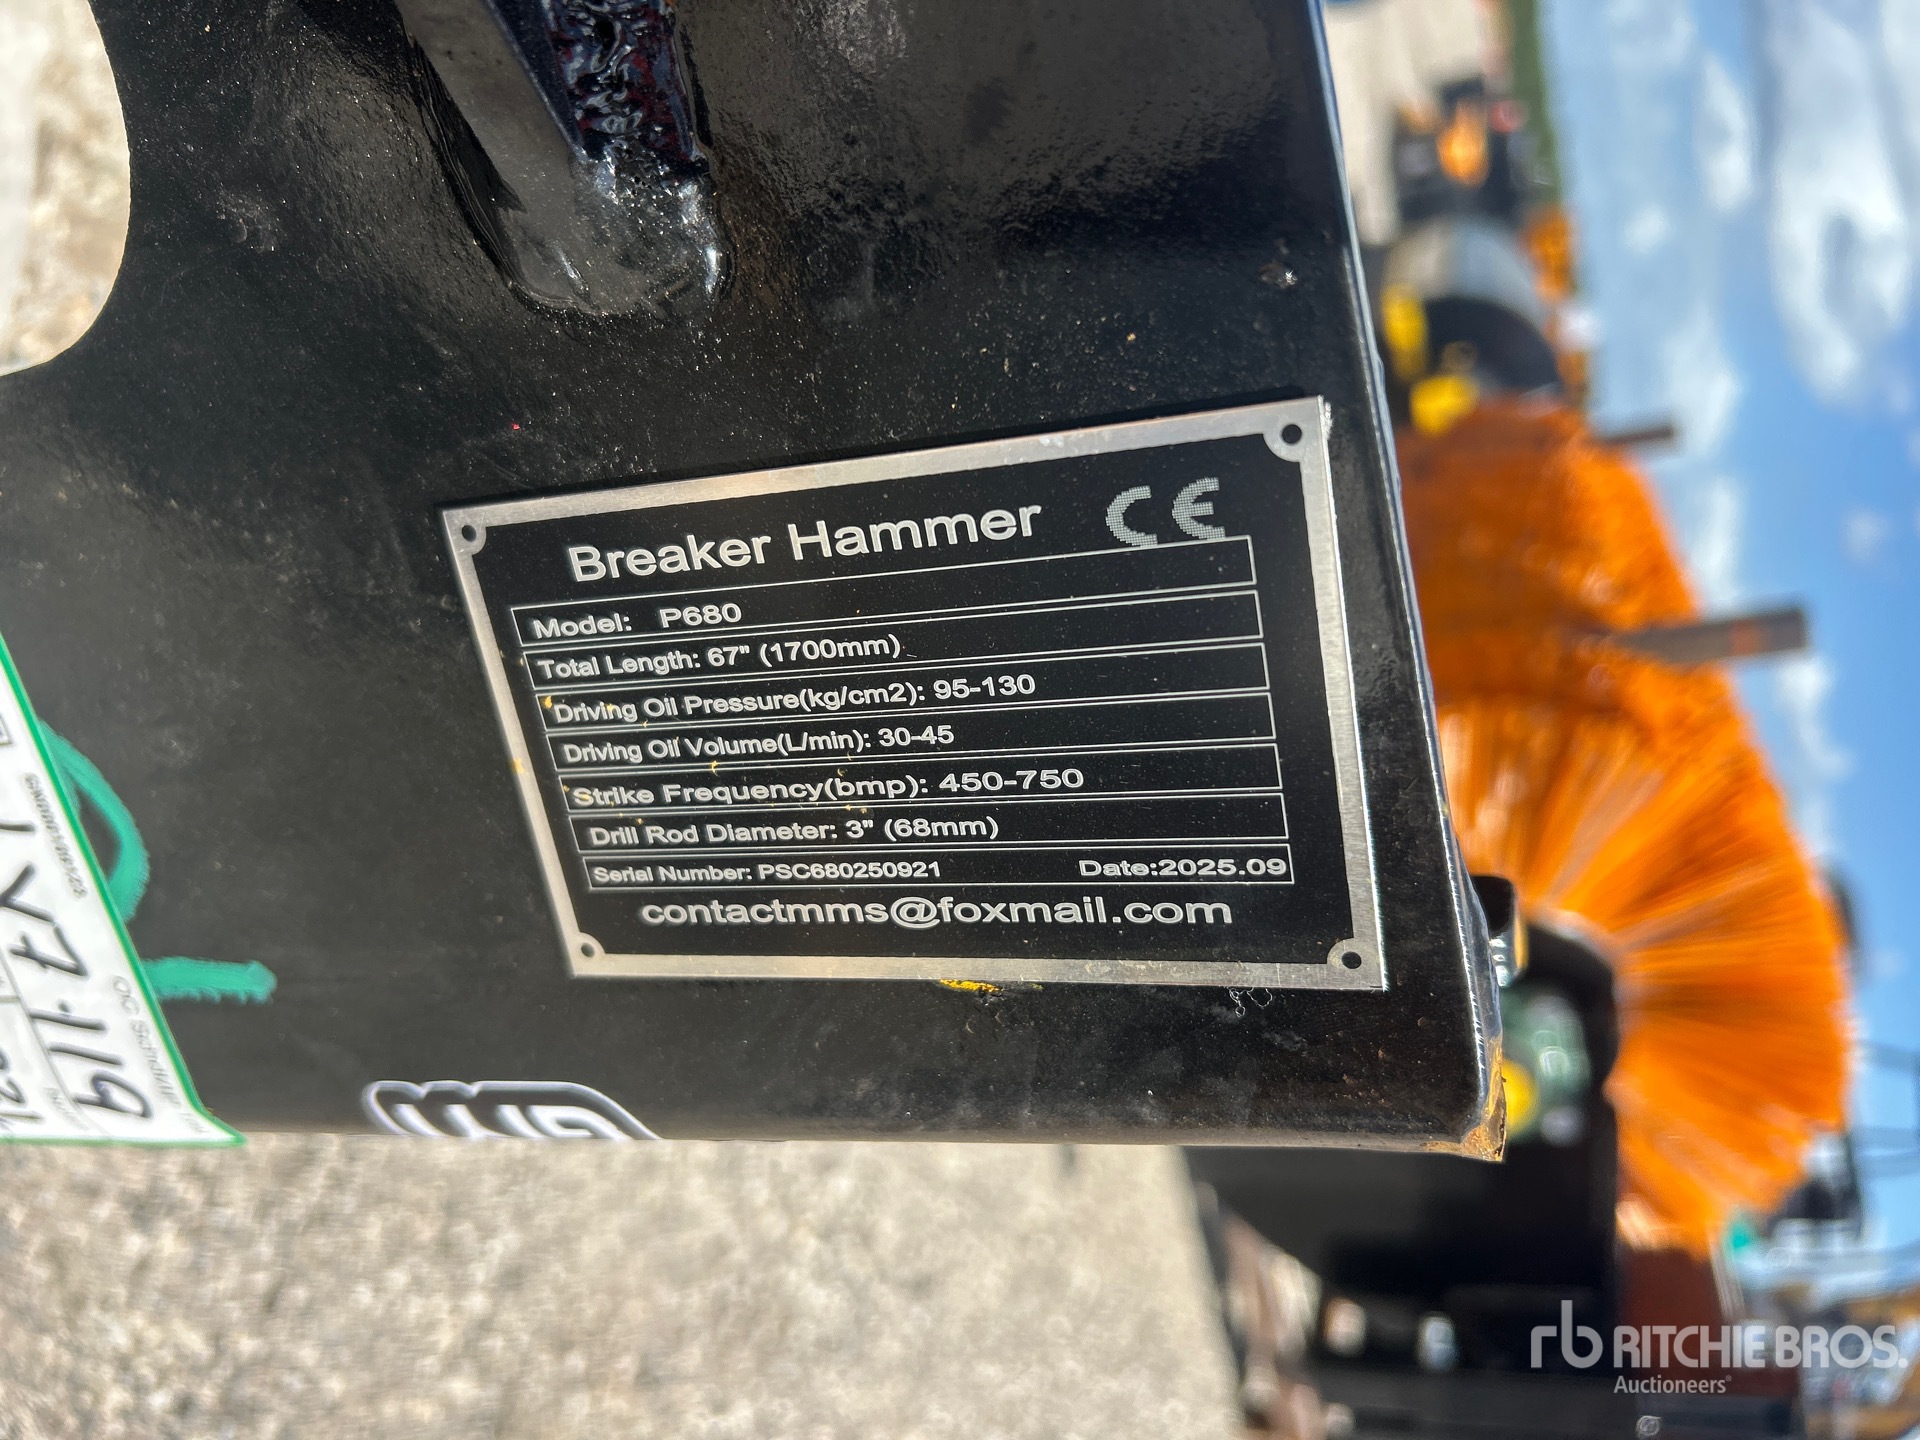 Breaker Hammer CE
Model: P680
Total Length: 67" (1700mm)
Driving Oil Pressure(kg/cm2): 95-130
Driving Oil Volume(L/min): 30-45
Strike Frequency(bmp): 450-750
Drill Rod Diameter: 3" (68mm)
Serial Number: PSC680250921 Date:2025.09
contactmms@foxmail.com
rb RITCHIE BROS.
Auctioneers